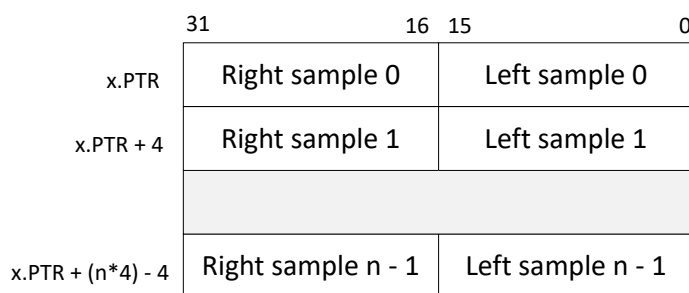 31 16 15 0
x.PTR Right sample 0 Left sample 0
x.PTR + 4 Right sample 1 Left sample 1
x.PTR + (n*4) - 4 Right sample n - 1 Left sample n - 1